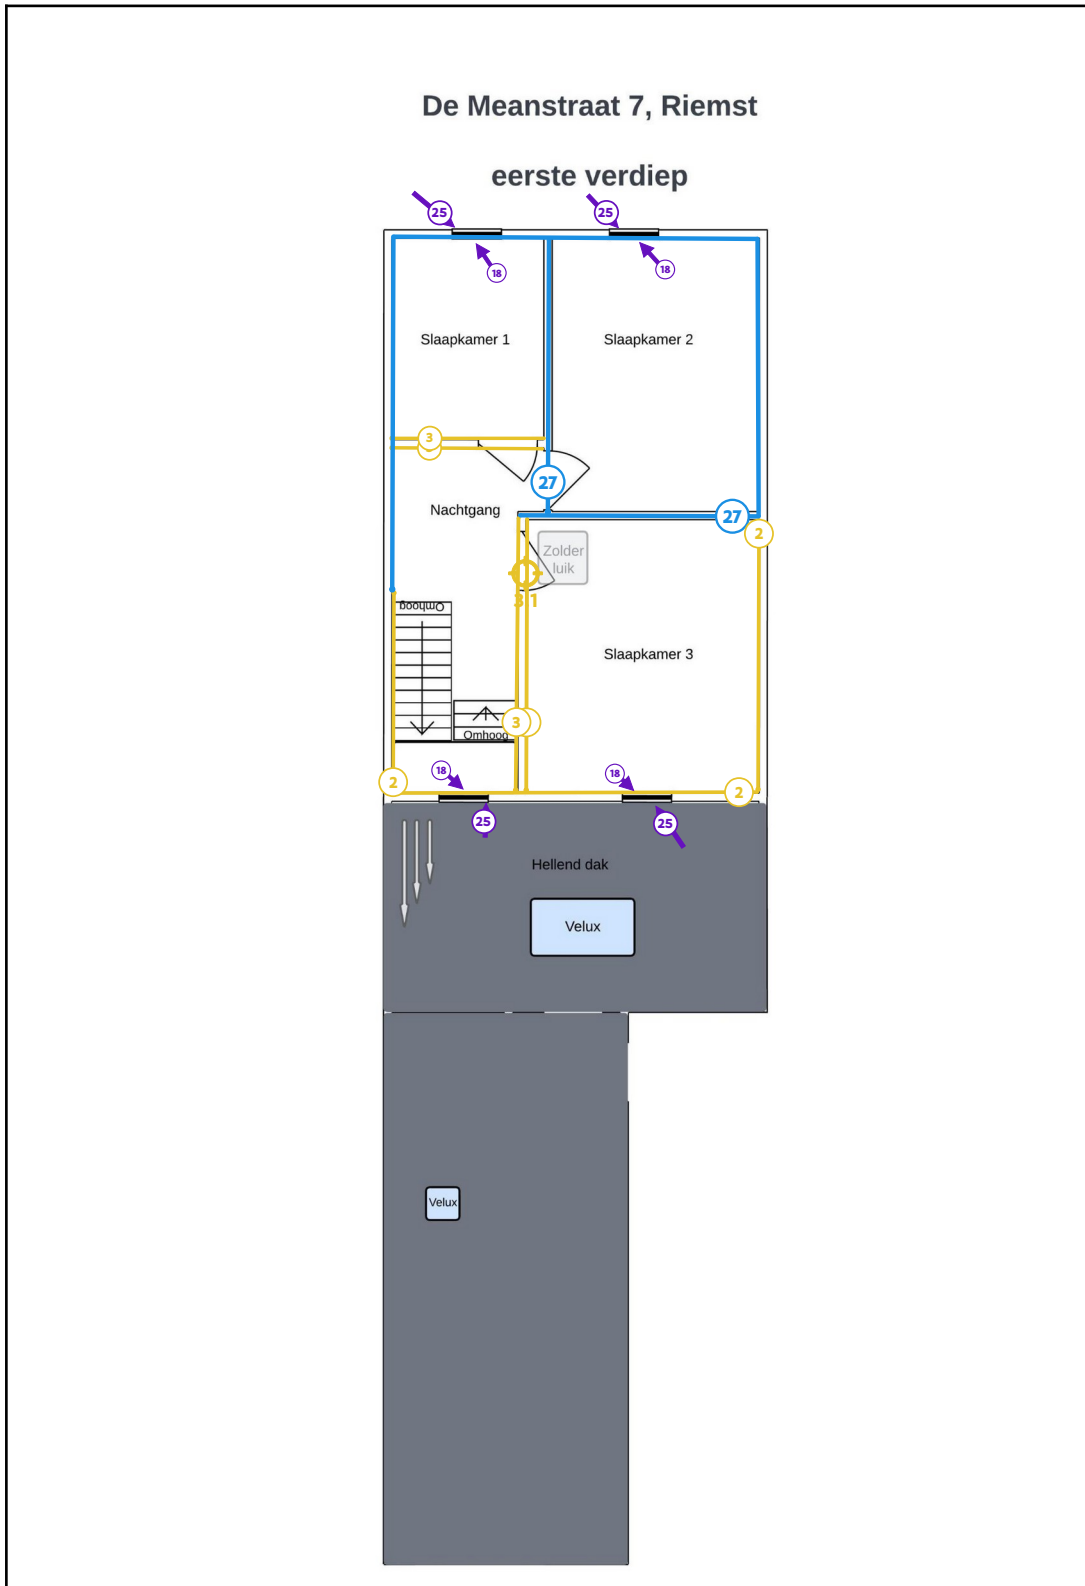 De Meanstraat 7, Riemst
eerste verdiep
25
25
18
18
Slaapkamer 1
Slaapkamer 2
3
27
Nachtgang
27
2
Zolder
luik
31
Omhoog
Slaapkamer 3
3
Omhoog
18
18
2
2
25
25
Hellend dak
Velux
Velux